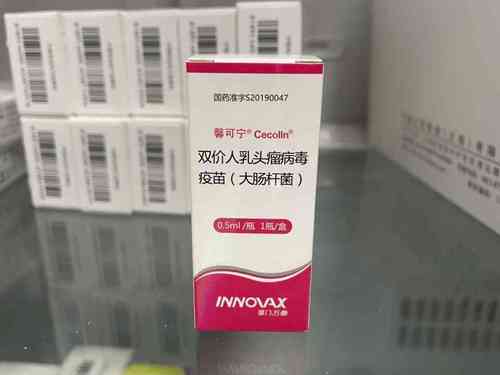 国药准字S20190047
馨可宁® Cecolin®
双价人乳头瘤病毒
疫苗（大肠杆菌）
0.5ml/瓶 1瓶/盒
INNOVAX
厦门万泰